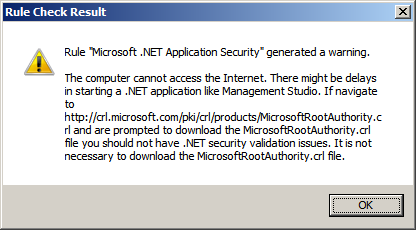 Rule Check Result
Rule "Microsoft .NET Application Security" generated a warning.
The computer cannot access the Internet. There might be delays
in starting a .NET application like Management Studio. If navigate
to
http://crl.microsoft.com/pki/crl/products/MicrosoftRootAuthority.c
rl and are prompted to download the MicrosoftRootAuthority.crl
file you should not have .NET security validation issues. It is not
necessary to download the MicrosoftRootAuthority.crl file.
OK